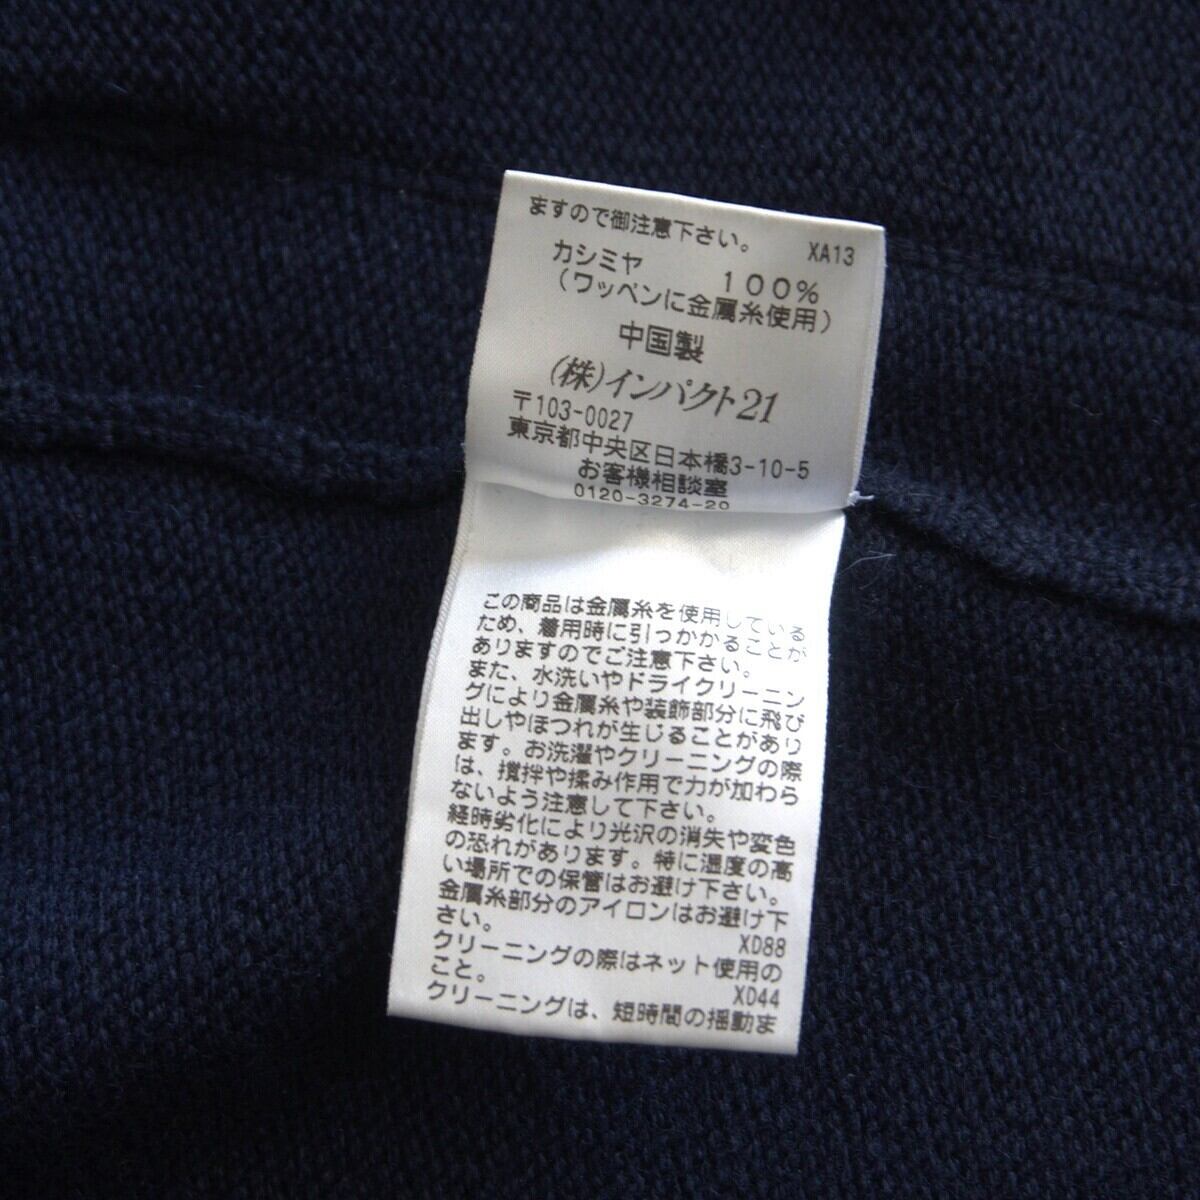 ますので御注意下さい。 XA13
カシミヤ 100%
(ワッペンに金属糸使用)
中国製
(株)インパクト21
〒103-0027
東京都中央区日本橋3-10-5
お客様相談室
0120-3274-20
この商品は金属糸を使用している
ため、着用時に引っかかることが
ありますのでご注意下さい。
また、水洗いやドライクリーニン
グにより金属糸や装飾部分に飛び
出しやほつれが生じることがあり
ます。お洗濯やクリーニングの際
は、撹拌や揉み作用で力が加わら
ないよう注意して下さい。
経時劣化により光沢の消失や変色
の恐れがあります。特に湿度の高
い場所での保管はお避け下さい。
金属糸部分のアイロンはお避け下
さい。 XD88
クリーニングの際はネット使用の
こと。 XD44
クリーニングは、短時間の揺動ま